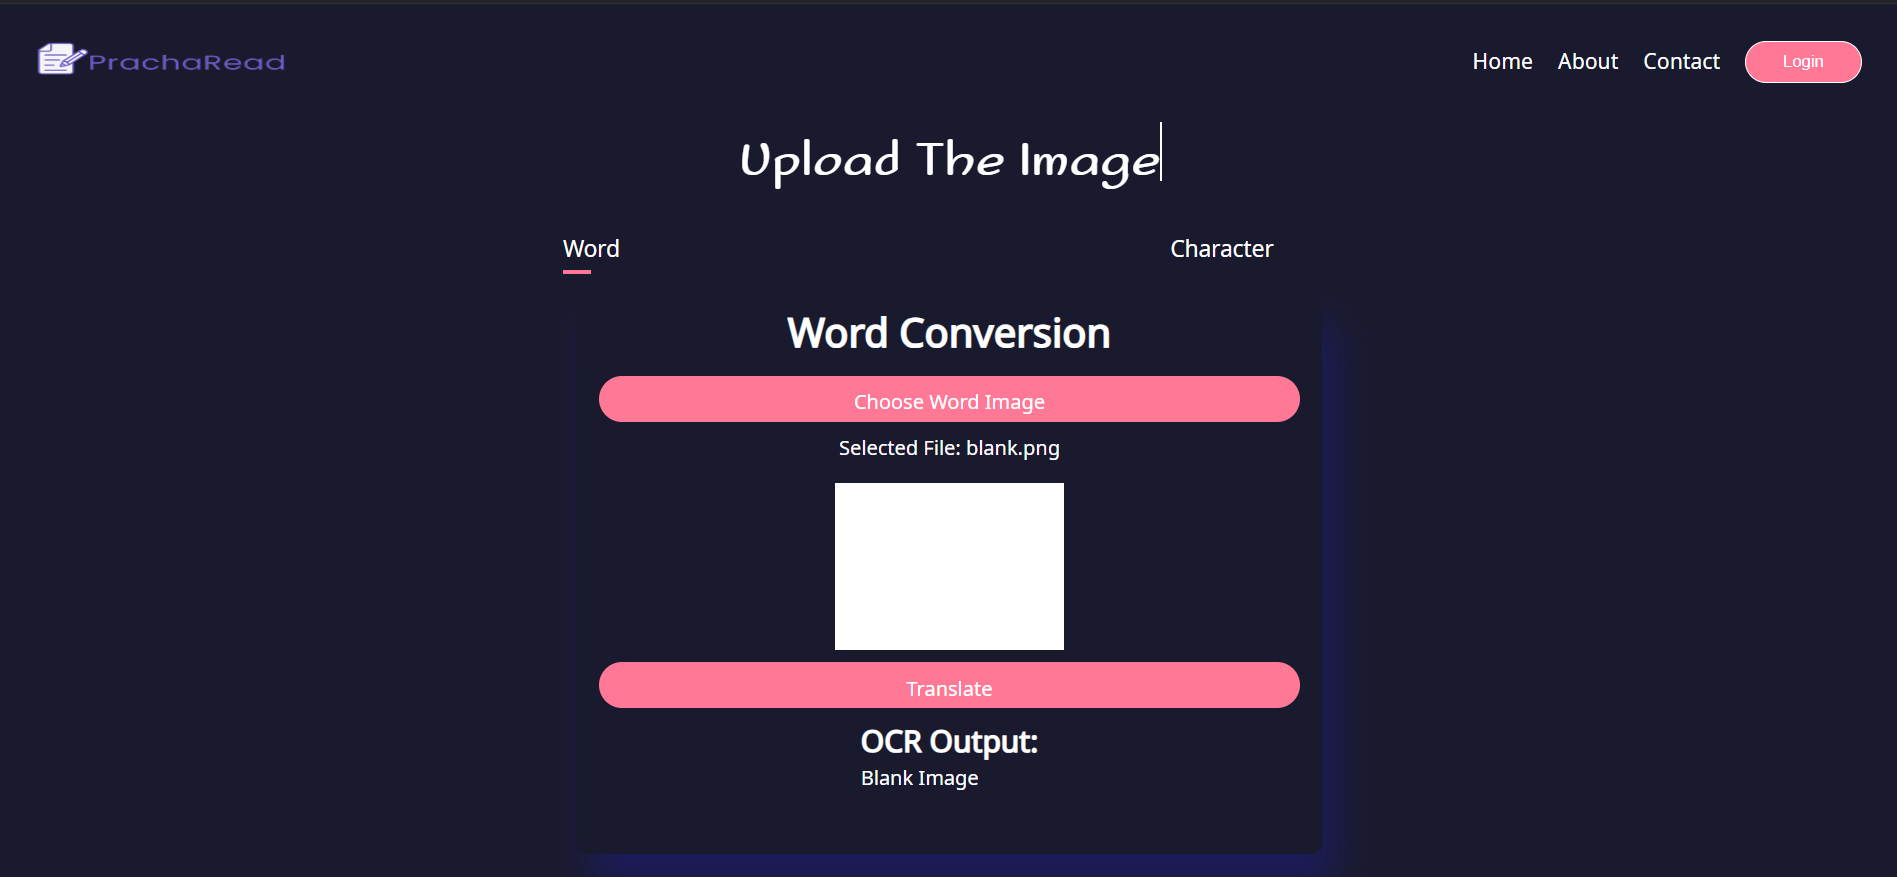 PrachaRead
Home About Contact Login
Upload The Image
Word Character
Word Conversion
Choose Word Image
Selected File: blank.png
Translate
OCR Output:
Blank Image